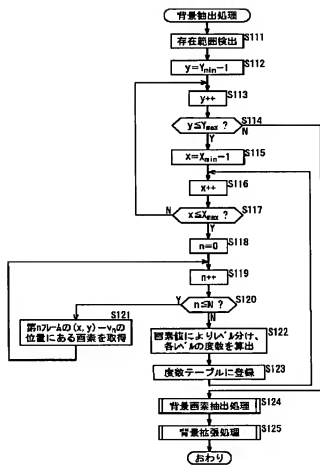 背景抽出処理
存在範囲検出 S111
y=Ymin-1 S112
y++ S113
y≦Ymax ? S114
N
Y
x=Xmin-1 S115
x++ S116
N x≦Xmax ? S117
Y
n=0 S118
n++ S119
Y n≦N ? S120
N
S121
第nフレームの(x, y)-vnの
位置にある画素を取得
画素値によりレベル分け、 S122
各レベルの度数を算出
度数テーブルに登録 S123
背景画素抽出処理 S124
背景拡張処理 S125
おわり